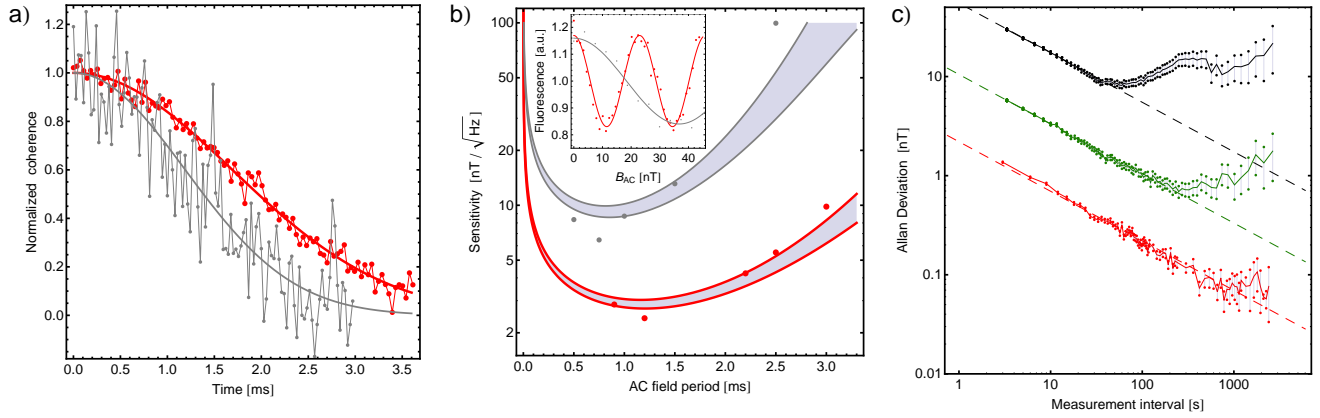 a)
1.2
1.0
0.8
0.6
0.4
0.2
0.0
Normalized coherence
0.0 0.5 1.0 1.5 2.0 2.5 3.0 3.5
Time [ms]
b)
100
50
20
10
5
2
Sensitivity [nT / √Hz ]
0.0 0.5 1.0 1.5 2.0 2.5 3.0
AC field period [ms]
1.2
1.1
1.0
0.9
0.8
Fluorescence [a.u.]
0 10 20 30 40
BAC [nT]
c)
10
1
0.1
0.01
Allan Deviation [nT]
1 10 100 1000
Measurement interval [s]